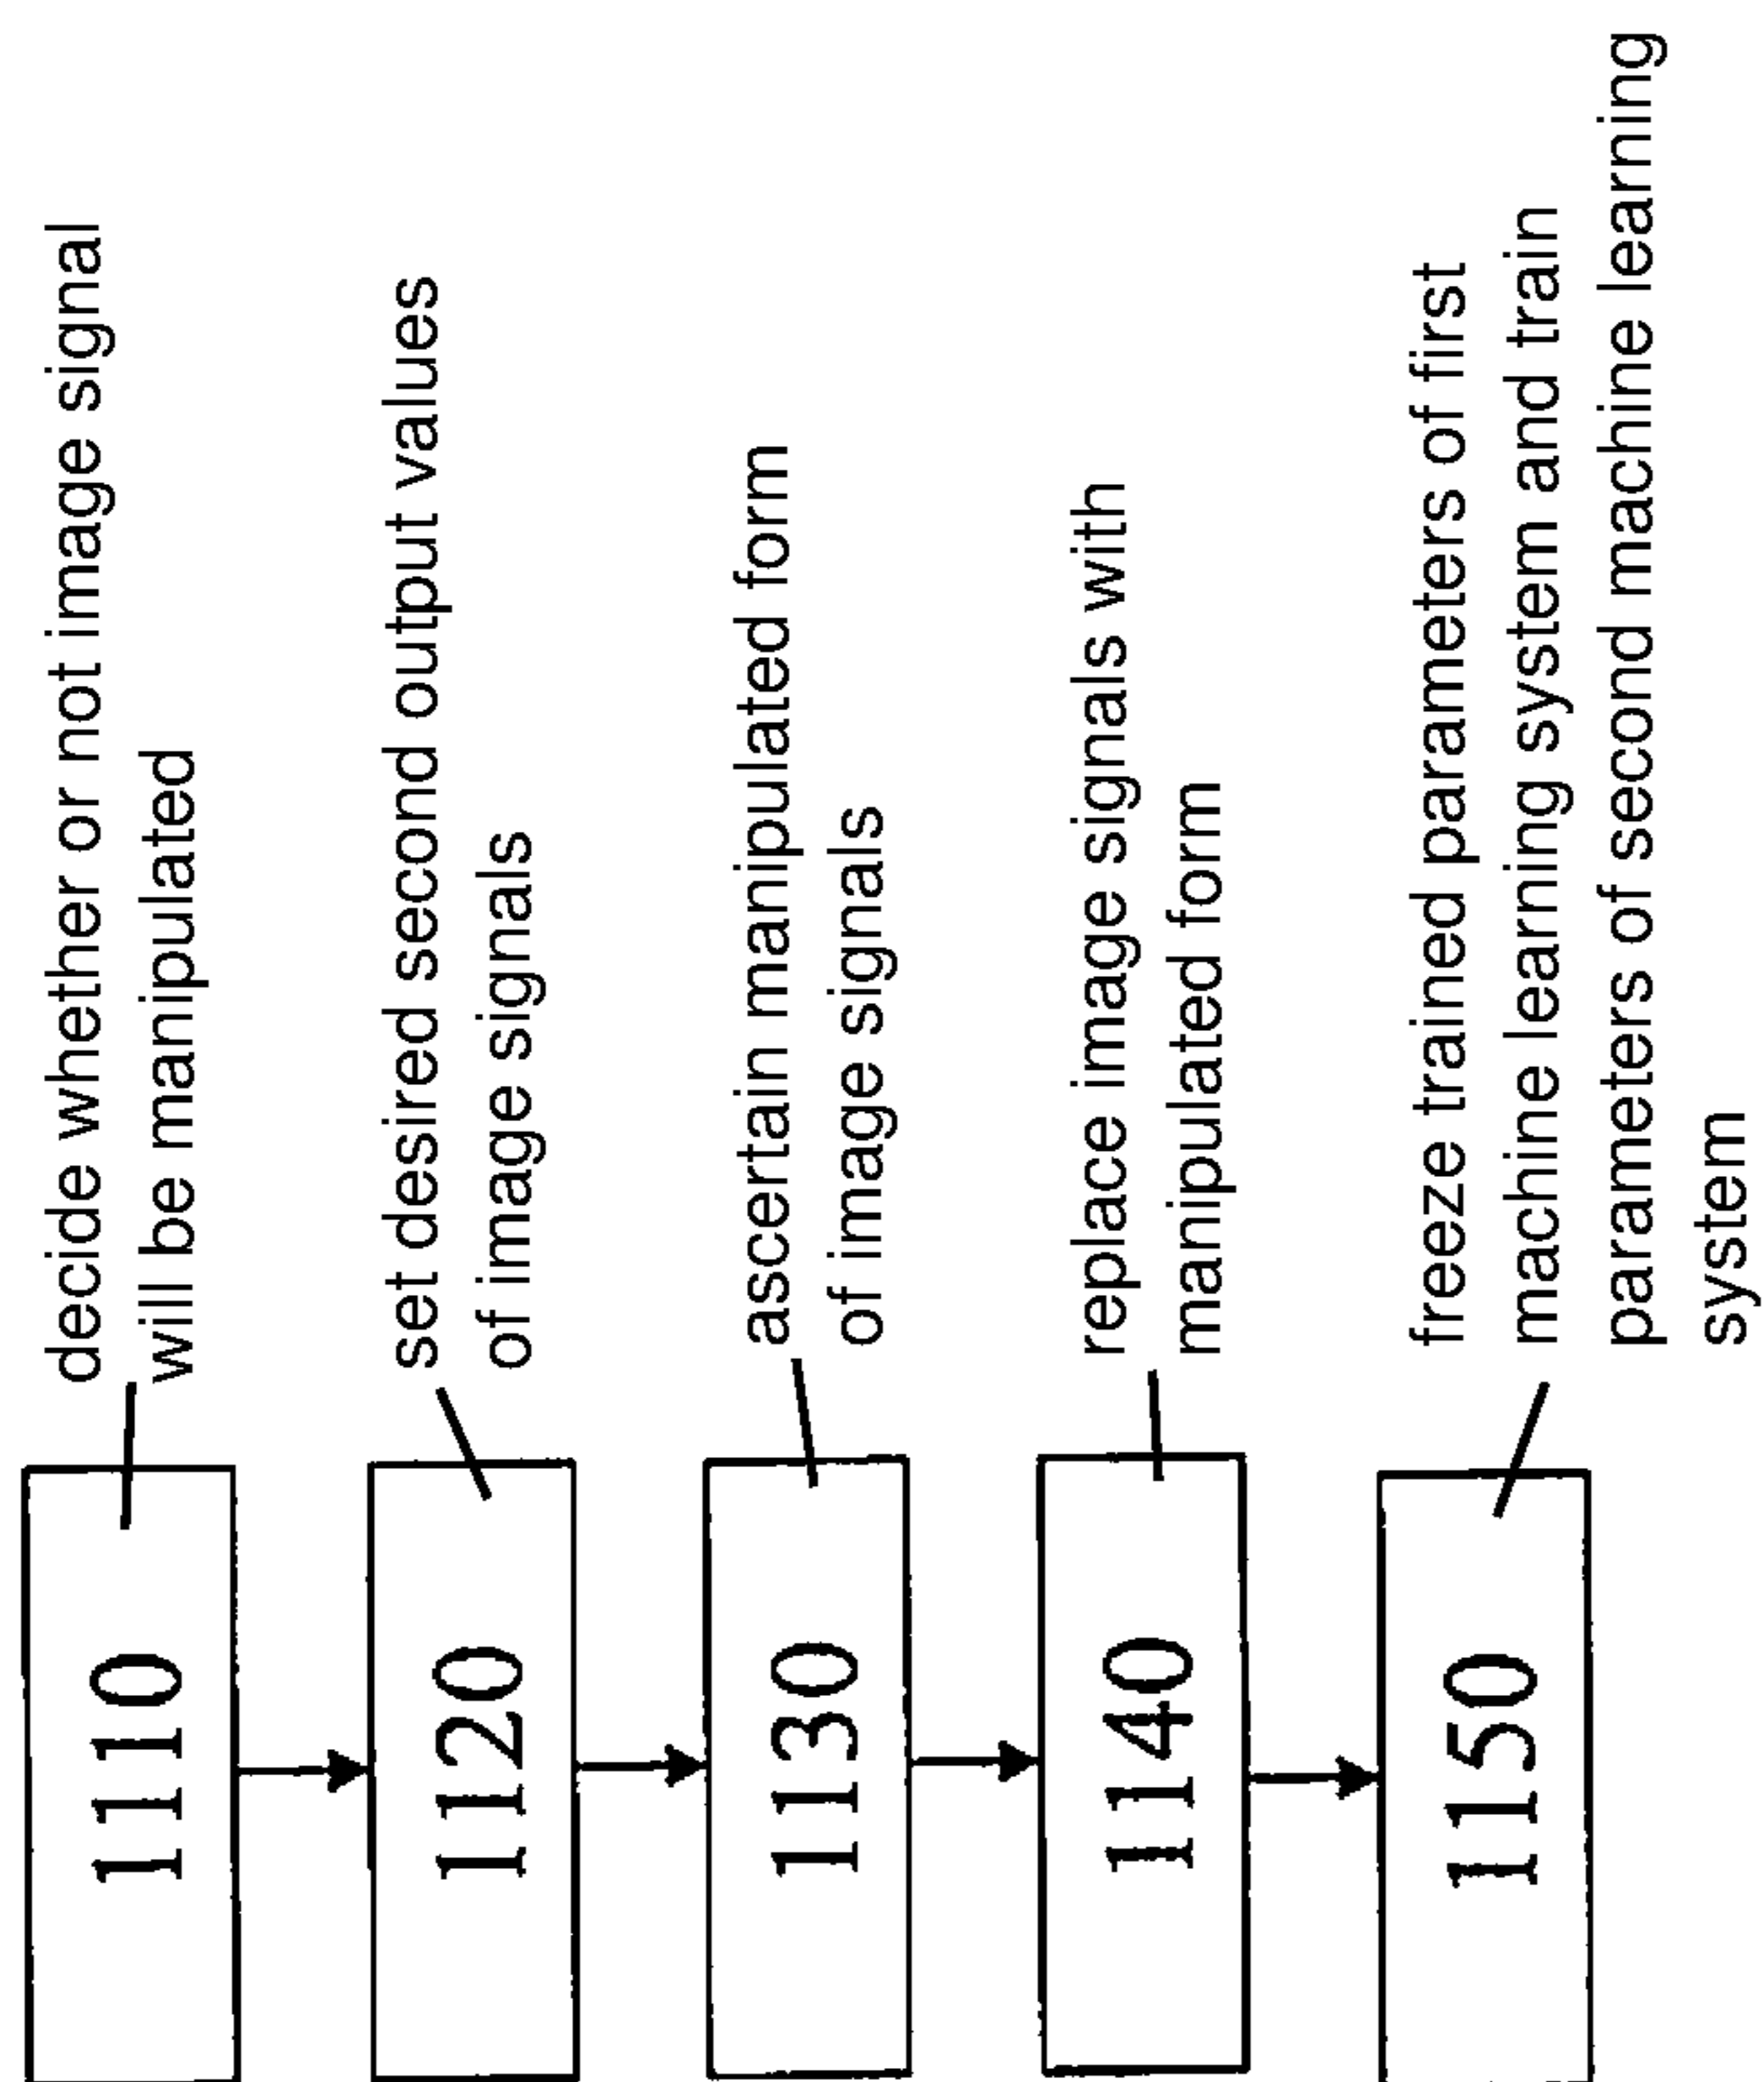 1110
decide whether or not image signal
will be manipulated
1120
set desired second output values
of image signals
1130
ascertain manipulated form
of image signals
1140
replace image signals with
manipulated form
1150
freeze trained parameters of first
machine learning system and train
parameters of second machine learning
system